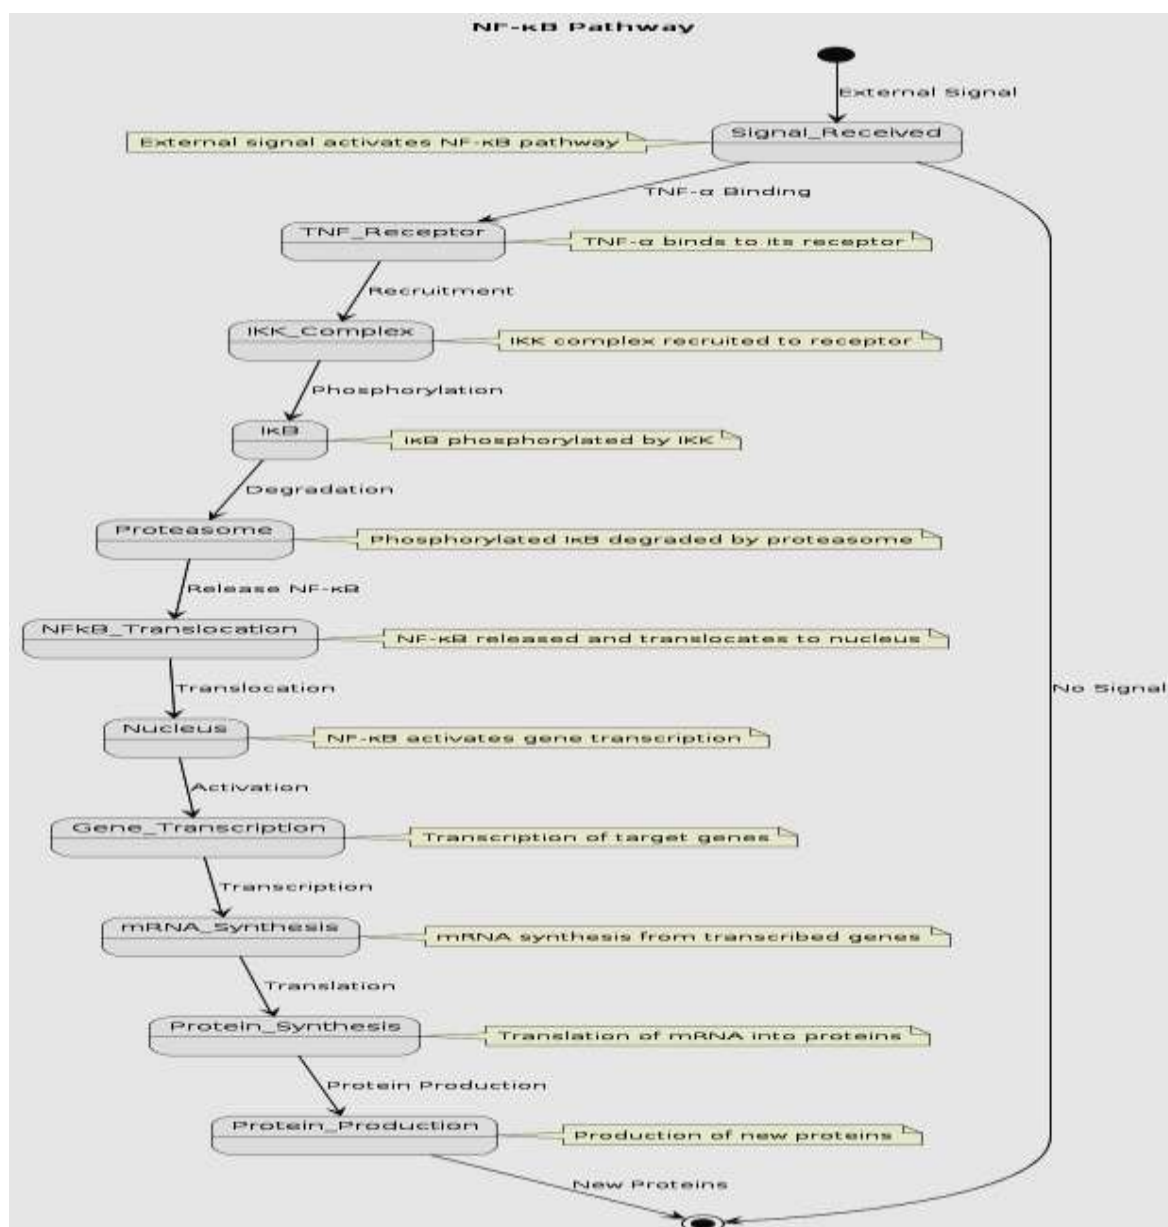 NF-κB Pathway
External Signal
Signal_Received
External signal activates NF-κB pathway
TNF-α Binding
TNF_Receptor
TNF-α binds to its receptor
Recruitment
IKK_Complex
IKK complex recruited to receptor
Phosphorylation
IκB
IκB phosphorylated by IKK
Degradation
Proteasome
Phosphorylated IκB degraded by proteasome
Release NF-κB
NFkB_Translocation
NF-κB released and translocates to nucleus
Translocation
No Signal
Nucleus
NF-κB activates gene transcription
Activation
Gene_Transcription
Transcription of target genes
Transcription
mRNA_Synthesis
mRNA synthesis from transcribed genes
Translation
Protein_Synthesis
Translation of mRNA into proteins
Protein Production
Protein_Production
Production of new proteins
New Proteins